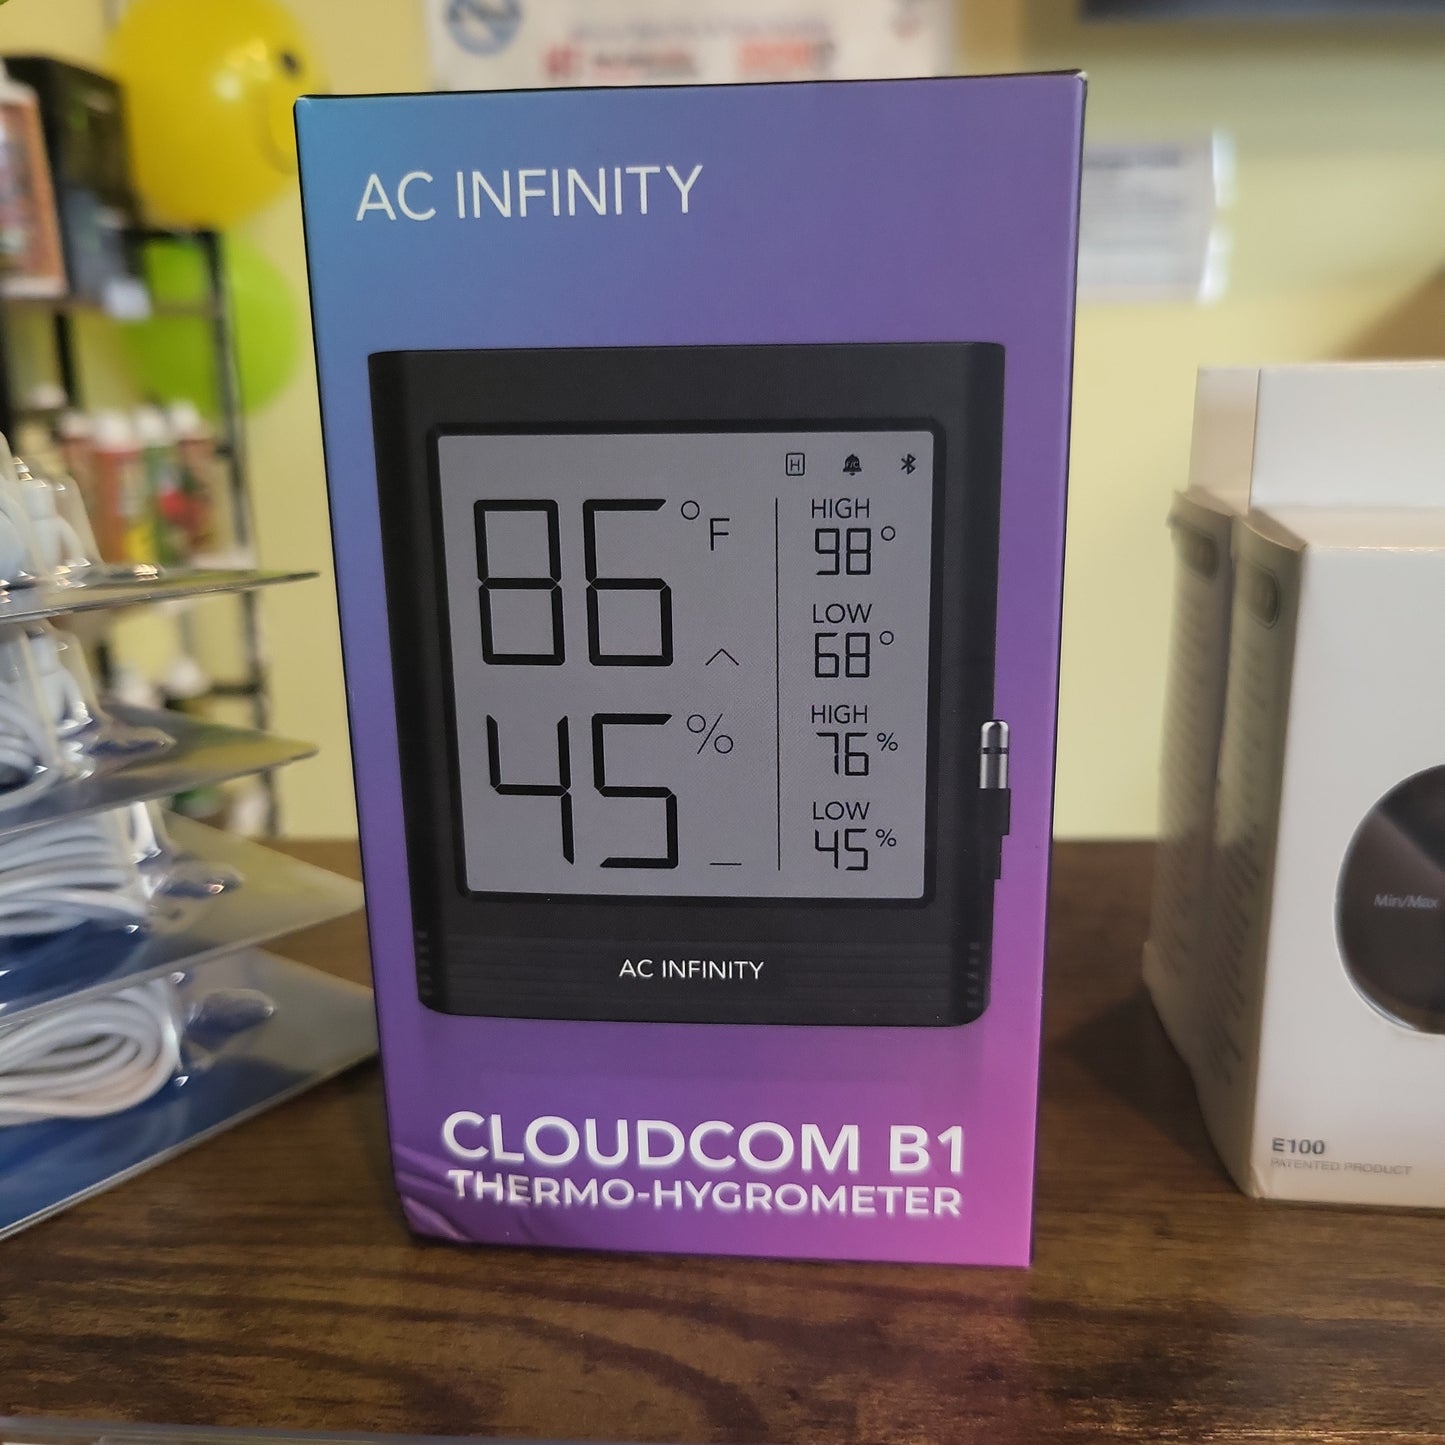 AC INFINITY
H
86°F
HIGH
98°
LOW
68°
45%
HIGH
76%
LOW
45%
AC INFINITY
CLOUDCOM B1
THERMO-HYGROMETER
Min/Max
E100
PATENTED PRODUCT